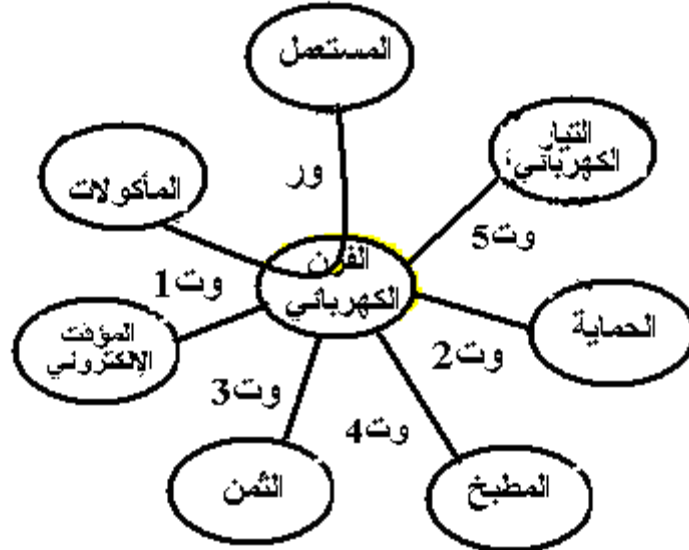 المستعمل
التيار
الكهربائي،
المأكولات
ور
وت5
الفرن
الكهربائي
وت1
المؤقت
الإلكتروني
الحماية
وت2
وت3
وت4
الثمن
المطبخ